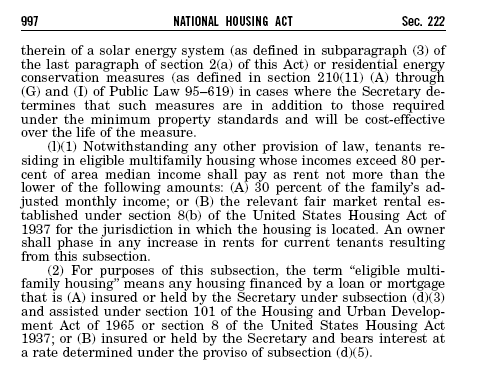 997 NATIONAL HOUSING ACT Sec. 222
therein of a solar energy system (as defined in subparagraph (3) of
the last paragraph of section 2(a) of this Act) or residential energy
conservation measures (as defined in section 210(11) (A) through
(G) and (I) of Public Law 95–619) in cases where the Secretary de-
termines that such measures are in addition to those required
under the minimum property standards and will be cost-effective
over the life of the measure.
(l)(1) Notwithstanding any other provision of law, tenants re-
siding in eligible multifamily housing whose incomes exceed 80 per-
cent of area median income shall pay as rent not more than the
lower of the following amounts: (A) 30 percent of the family's ad-
justed monthly income; or (B) the relevant fair market rental es-
tablished under section 8(b) of the United States Housing Act of
1937 for the jurisdiction in which the housing is located. An owner
shall phase in any increase in rents for current tenants resulting
from this subsection.
(2) For purposes of this subsection, the term "eligible multi-
family housing" means any housing financed by a loan or mortgage
that is (A) insured or held by the Secretary under subsection (d)(3)
and assisted under section 101 of the Housing and Urban Develop-
ment Act of 1965 or section 8 of the United States Housing Act
1937; or (B) insured or held by the Secretary and bears interest at
a rate determined under the proviso of subsection (d)(5).